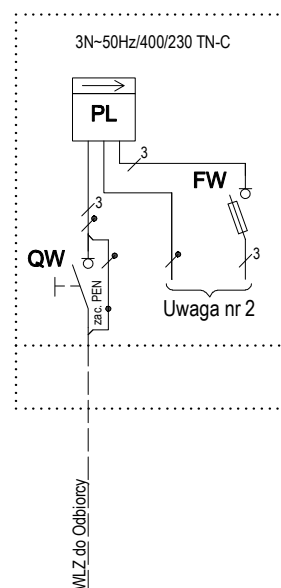 3N~50Hz/400/230 TN-C
PL
3
FW
3
QW
zac. PEN
3
Uwaga nr 2
WLZ do Odbiorcy